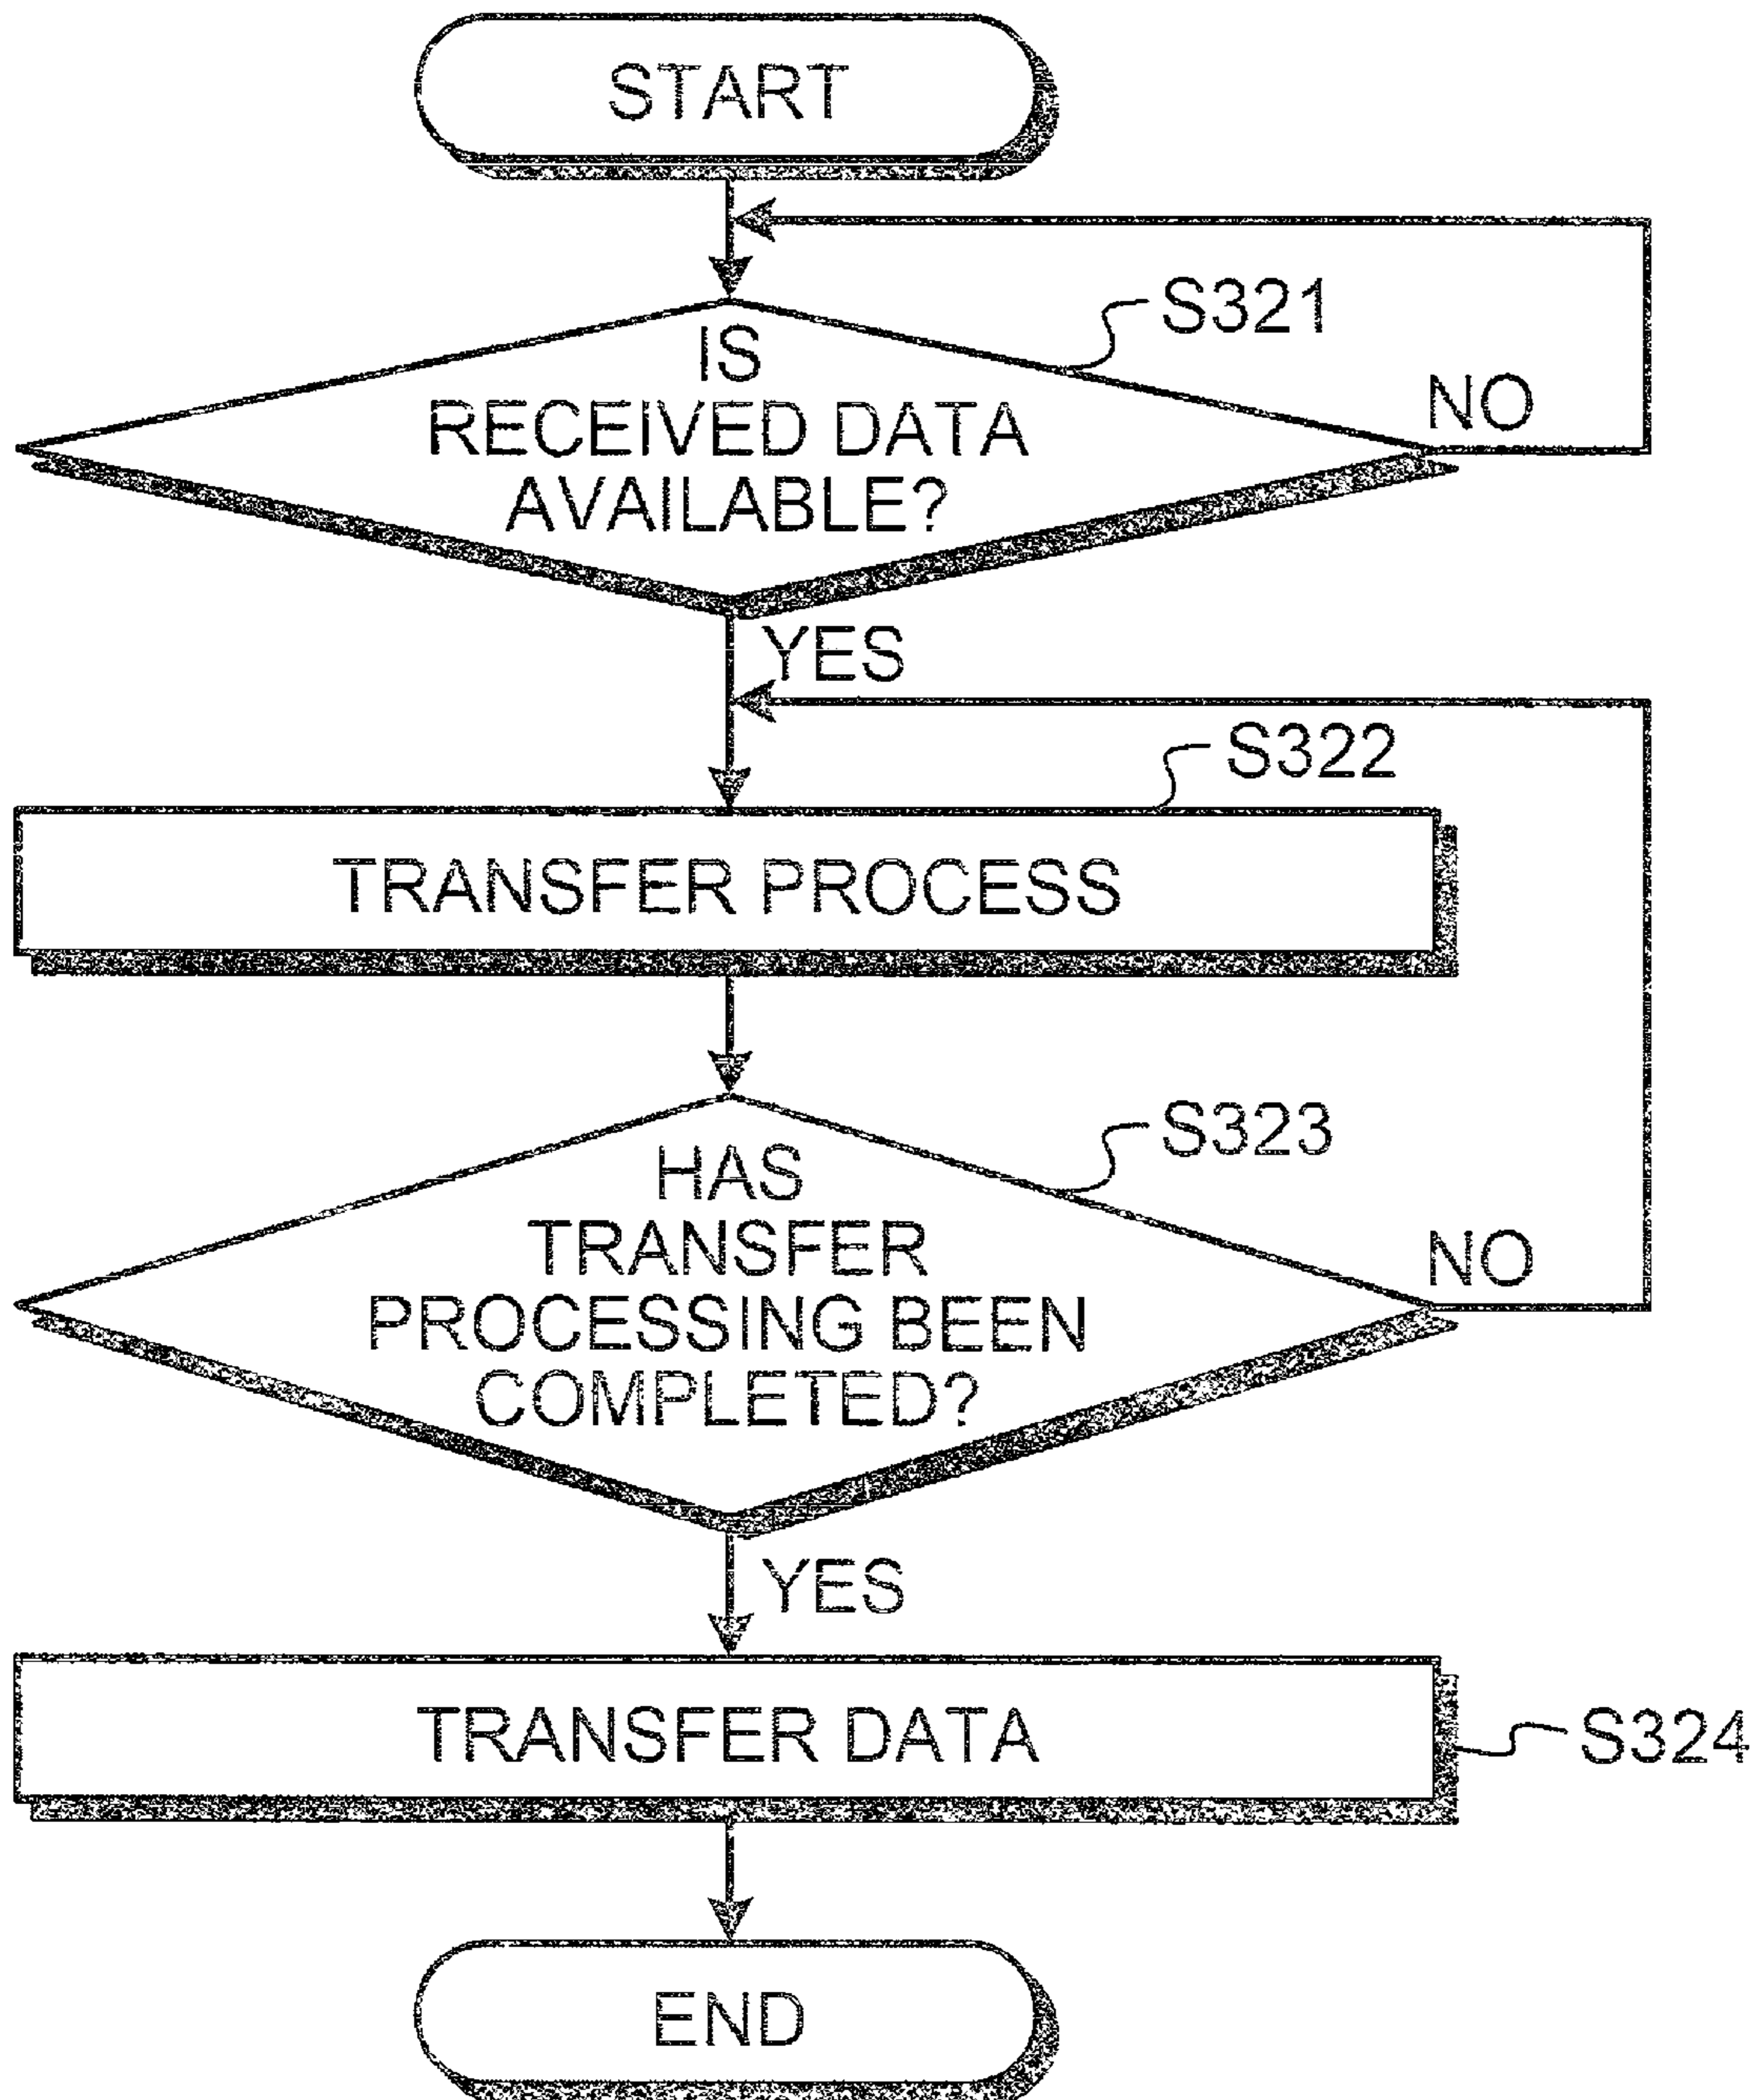 START
S321
IS
RECEIVED DATA
AVAILABLE?
NO
YES
S322
TRANSFER PROCESS
S323
HAS
TRANSFER
PROCESSING BEEN
COMPLETED?
NO
YES
TRANSFER DATA
S324
END